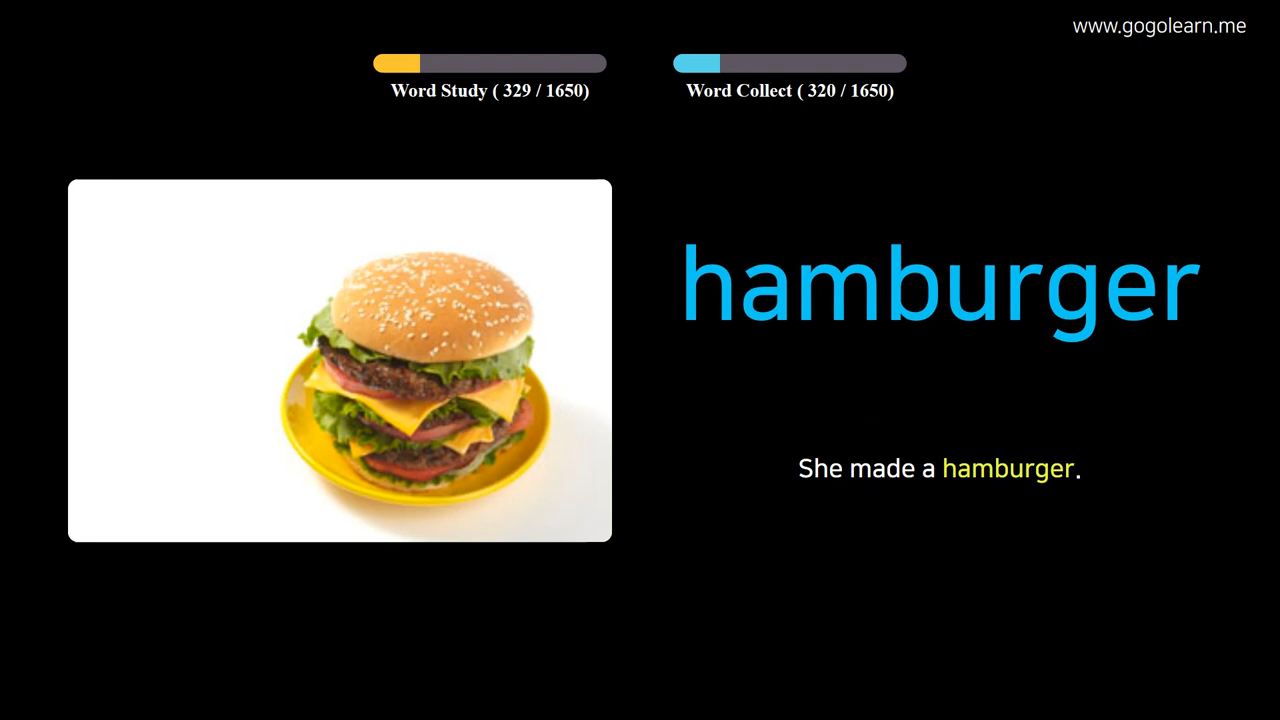 www.gogolearn.me
Word Study ( 329 / 1650)
Word Collect ( 320 / 1650)
hamburger
She made a hamburger.